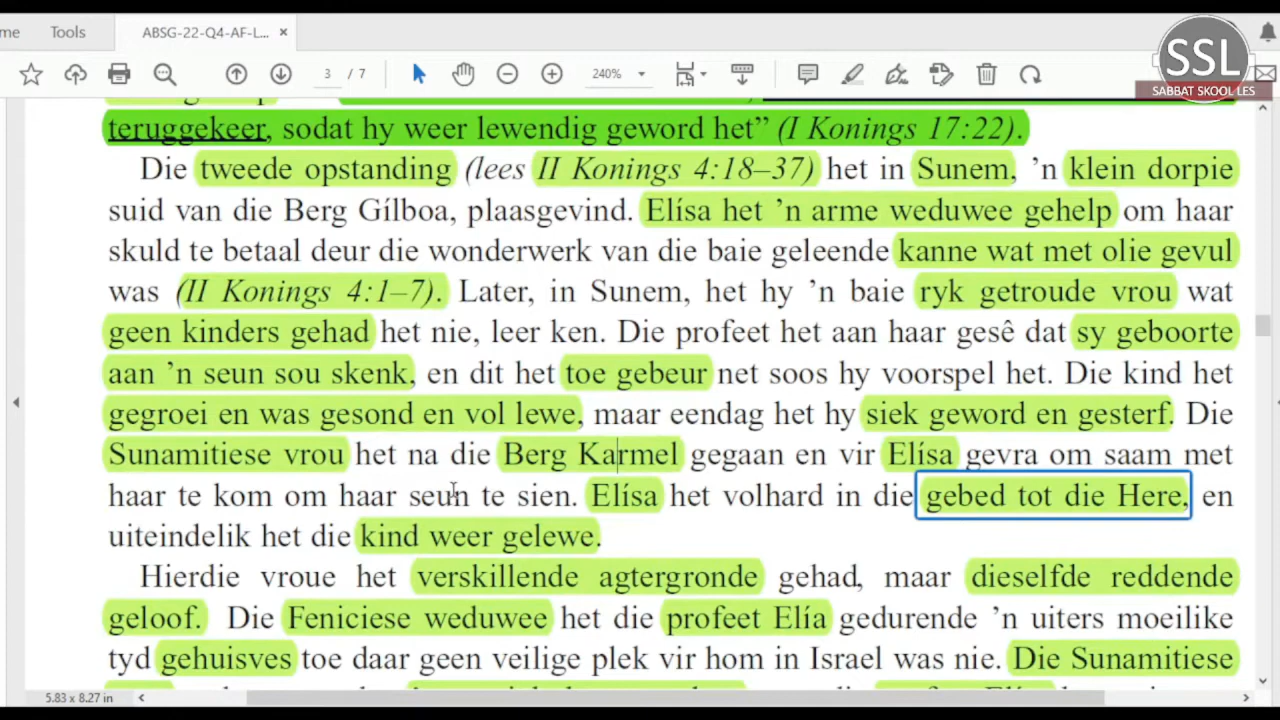 me Tools ABSG-22-Q4-AF-L... ×
3 / 7 240%
SSL
SABBAT SKOOL LES
teruggekeer, sodat hy weer lewendig geword het” (I Konings 17:22).
Die tweede opstanding (lees II Konings 4:18–37) het in Sunem, ’n klein dorpie
suid van die Berg Gílboa, plaasgevind. Elísa het ’n arme weduwee gehelp om haar
skuld te betaal deur die wonderwerk van die baie geleende kanne wat met olie gevul
was (II Konings 4:1–7). Later, in Sunem, het hy ’n baie ryk getroude vrou wat
geen kinders gehad het nie, leer ken. Die profeet het aan haar gesê dat sy geboorte
aan ’n seun sou skenk, en dit het toe gebeur net soos hy voorspel het. Die kind het
gegroei en was gesond en vol lewe, maar eendag het hy siek geword en gesterf. Die
Sunamitiese vrou het na die Berg Karmel gegaan en vir Elísa gevra om saam met
haar te kom om haar seun te sien. Elísa het volhard in die gebed tot die Here, en
uiteindelik het die kind weer gelewe.
Hierdie vroue het verskillende agtergronde gehad, maar dieselfde reddende
geloof. Die Feniciese weduwee het die profeet Elía gedurende ’n uiters moeilike
tyd gehuisves toe daar geen veilige plek vir hom in Israel was nie. Die Sunamitiese
5.83 x 8.27 in